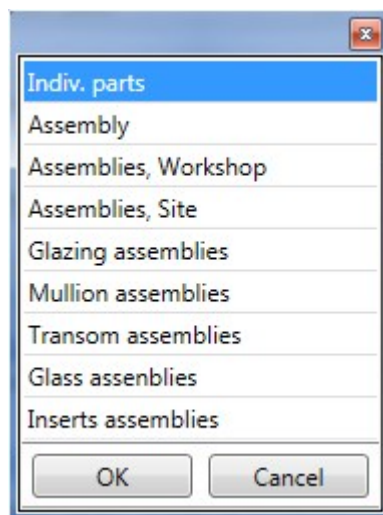 Indiv. parts
Assembly
Assemblies, Workshop
Assemblies, Site
Glazing assemblies
Mullion assemblies
Transom assemblies
Glass assenblies
Inserts assemblies
OK Cancel